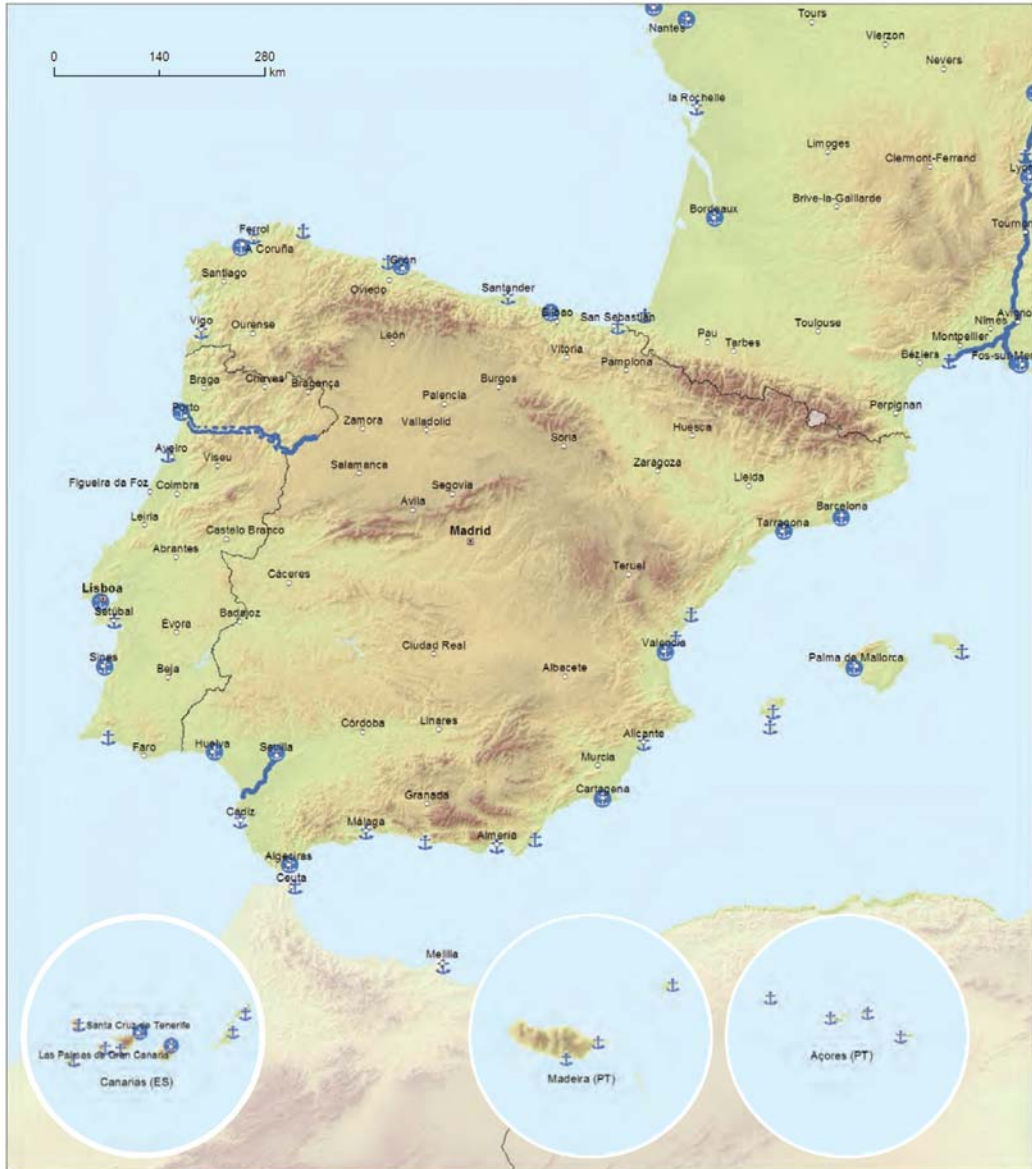 Tours
Nantes
Vierzon
Nevers
0 140 280
km
la Rochelle
Limoges
Clermont-Ferrand
Brive-la-Gaillarde
Bordeaux
Ferrol
A Coruña
Santiago
Gijón
Oviedo
Santander
Bilbao
San Sebastián
Vigo
Ourense
León
Vitoria
Pamplona
Pau
Tarbes
Toulouse
Nîmes
Montpellier
Béziers
Perpignan
Braga
Chaves
Bragança
Burgos
Palencia
Porto
Zamora
Valladolid
Soria
Huesca
Aveiro
Viseu
Salamanca
Zaragoza
Lleida
Figueira da Foz
Coimbra
Segovia
Ávila
Barcelona
Tarragona
Leiria
Castelo Branco
Madrid
Abrantes
Teruel
Cáceres
Lisboa
Setúbal
Évora
Badajoz
Ciudad Real
Valencia
Palma de Mallorca
Sines
Beja
Albacete
Córdoba
Linares
Alicante
Faro
Huelva
Sevilla
Murcia
Cartagena
Granada
Cádiz
Málaga
Almería
Algeciras
Ceuta
Melilla
Santa Cruz de Tenerife
Las Palmas de Gran Canaria
Canarias (ES)
Madeira (PT)
Açores (PT)